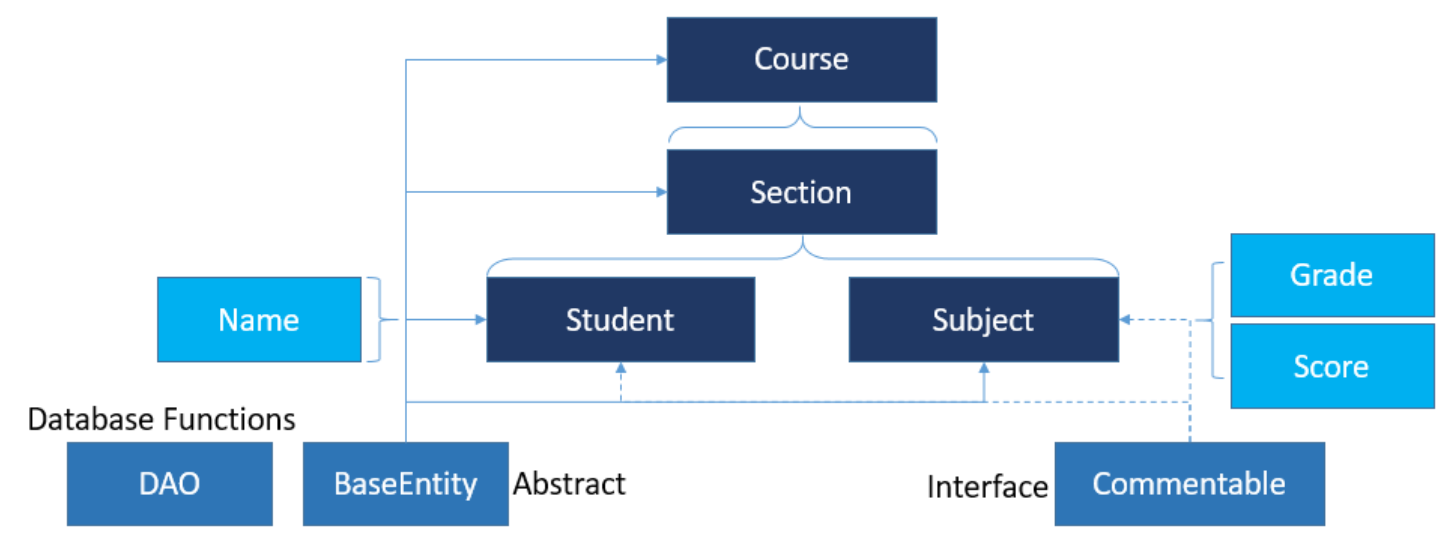 Course
Section
Grade
Name
Student
Subject
Score
Database Functions
DAO
BaseEntity
Abstract
Interface
Commentable